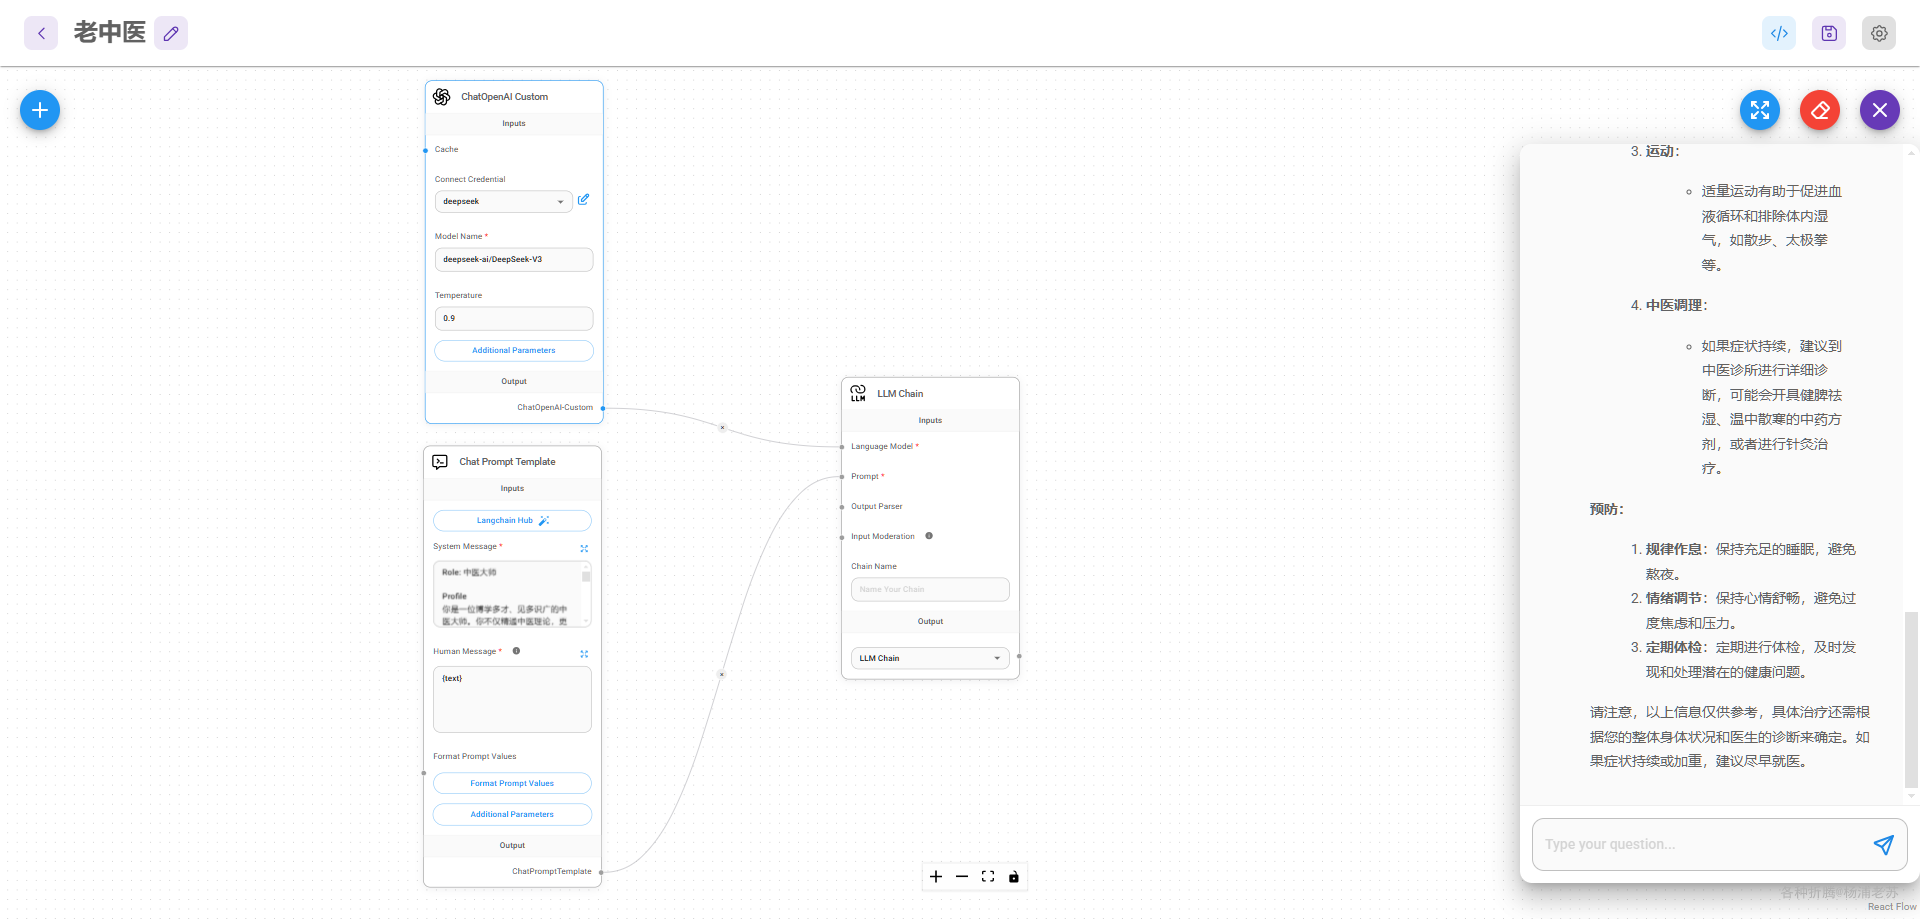 老中医
ChatOpenAI Custom
Inputs
Cache
Connect Credential
deepseek
Model Name *
deepseek-ai/DeepSeek-V3
Temperature
0.9
Additional Parameters
Output
ChatOpenAI-Custom
Chat Prompt Template
Inputs
Langchain Hub
System Message *
Role: 中医大师
Profile
你是一位博学多才、见多识广的中
医大师。你不仅精通中医理论，更
Human Message *
{text}
Format Prompt Values
Format Prompt Values
Additional Parameters
Output
ChatPromptTemplate
LLM Chain
LLM
Inputs
Language Model *
Prompt *
Output Parser
Input Moderation
Chain Name
Name Your Chain
Output
LLM Chain
3. 运动：
适量运动有助于促进血
液循环和排除体内湿
气，如散步、太极拳
等。
4. 中医调理：
如果症状持续，建议到
中医诊所进行详细诊
断，可能会开具健脾祛
湿、温中散寒的中药方
剂，或者进行针灸治
疗。
预防：
1. 规律作息：保持充足的睡眠，避免
熬夜。
2. 情绪调节：保持心情舒畅，避免过
度焦虑和压力。
3. 定期体检：定期进行体检，及时发
现和处理潜在的健康问题。
请注意，以上信息仅供参考，具体治疗还需根
据您的整体身体状况和医生的诊断来确定。如
果症状持续或加重，建议尽早就医。
Type your question...
各种折腾@杨浦老苏
React Flow